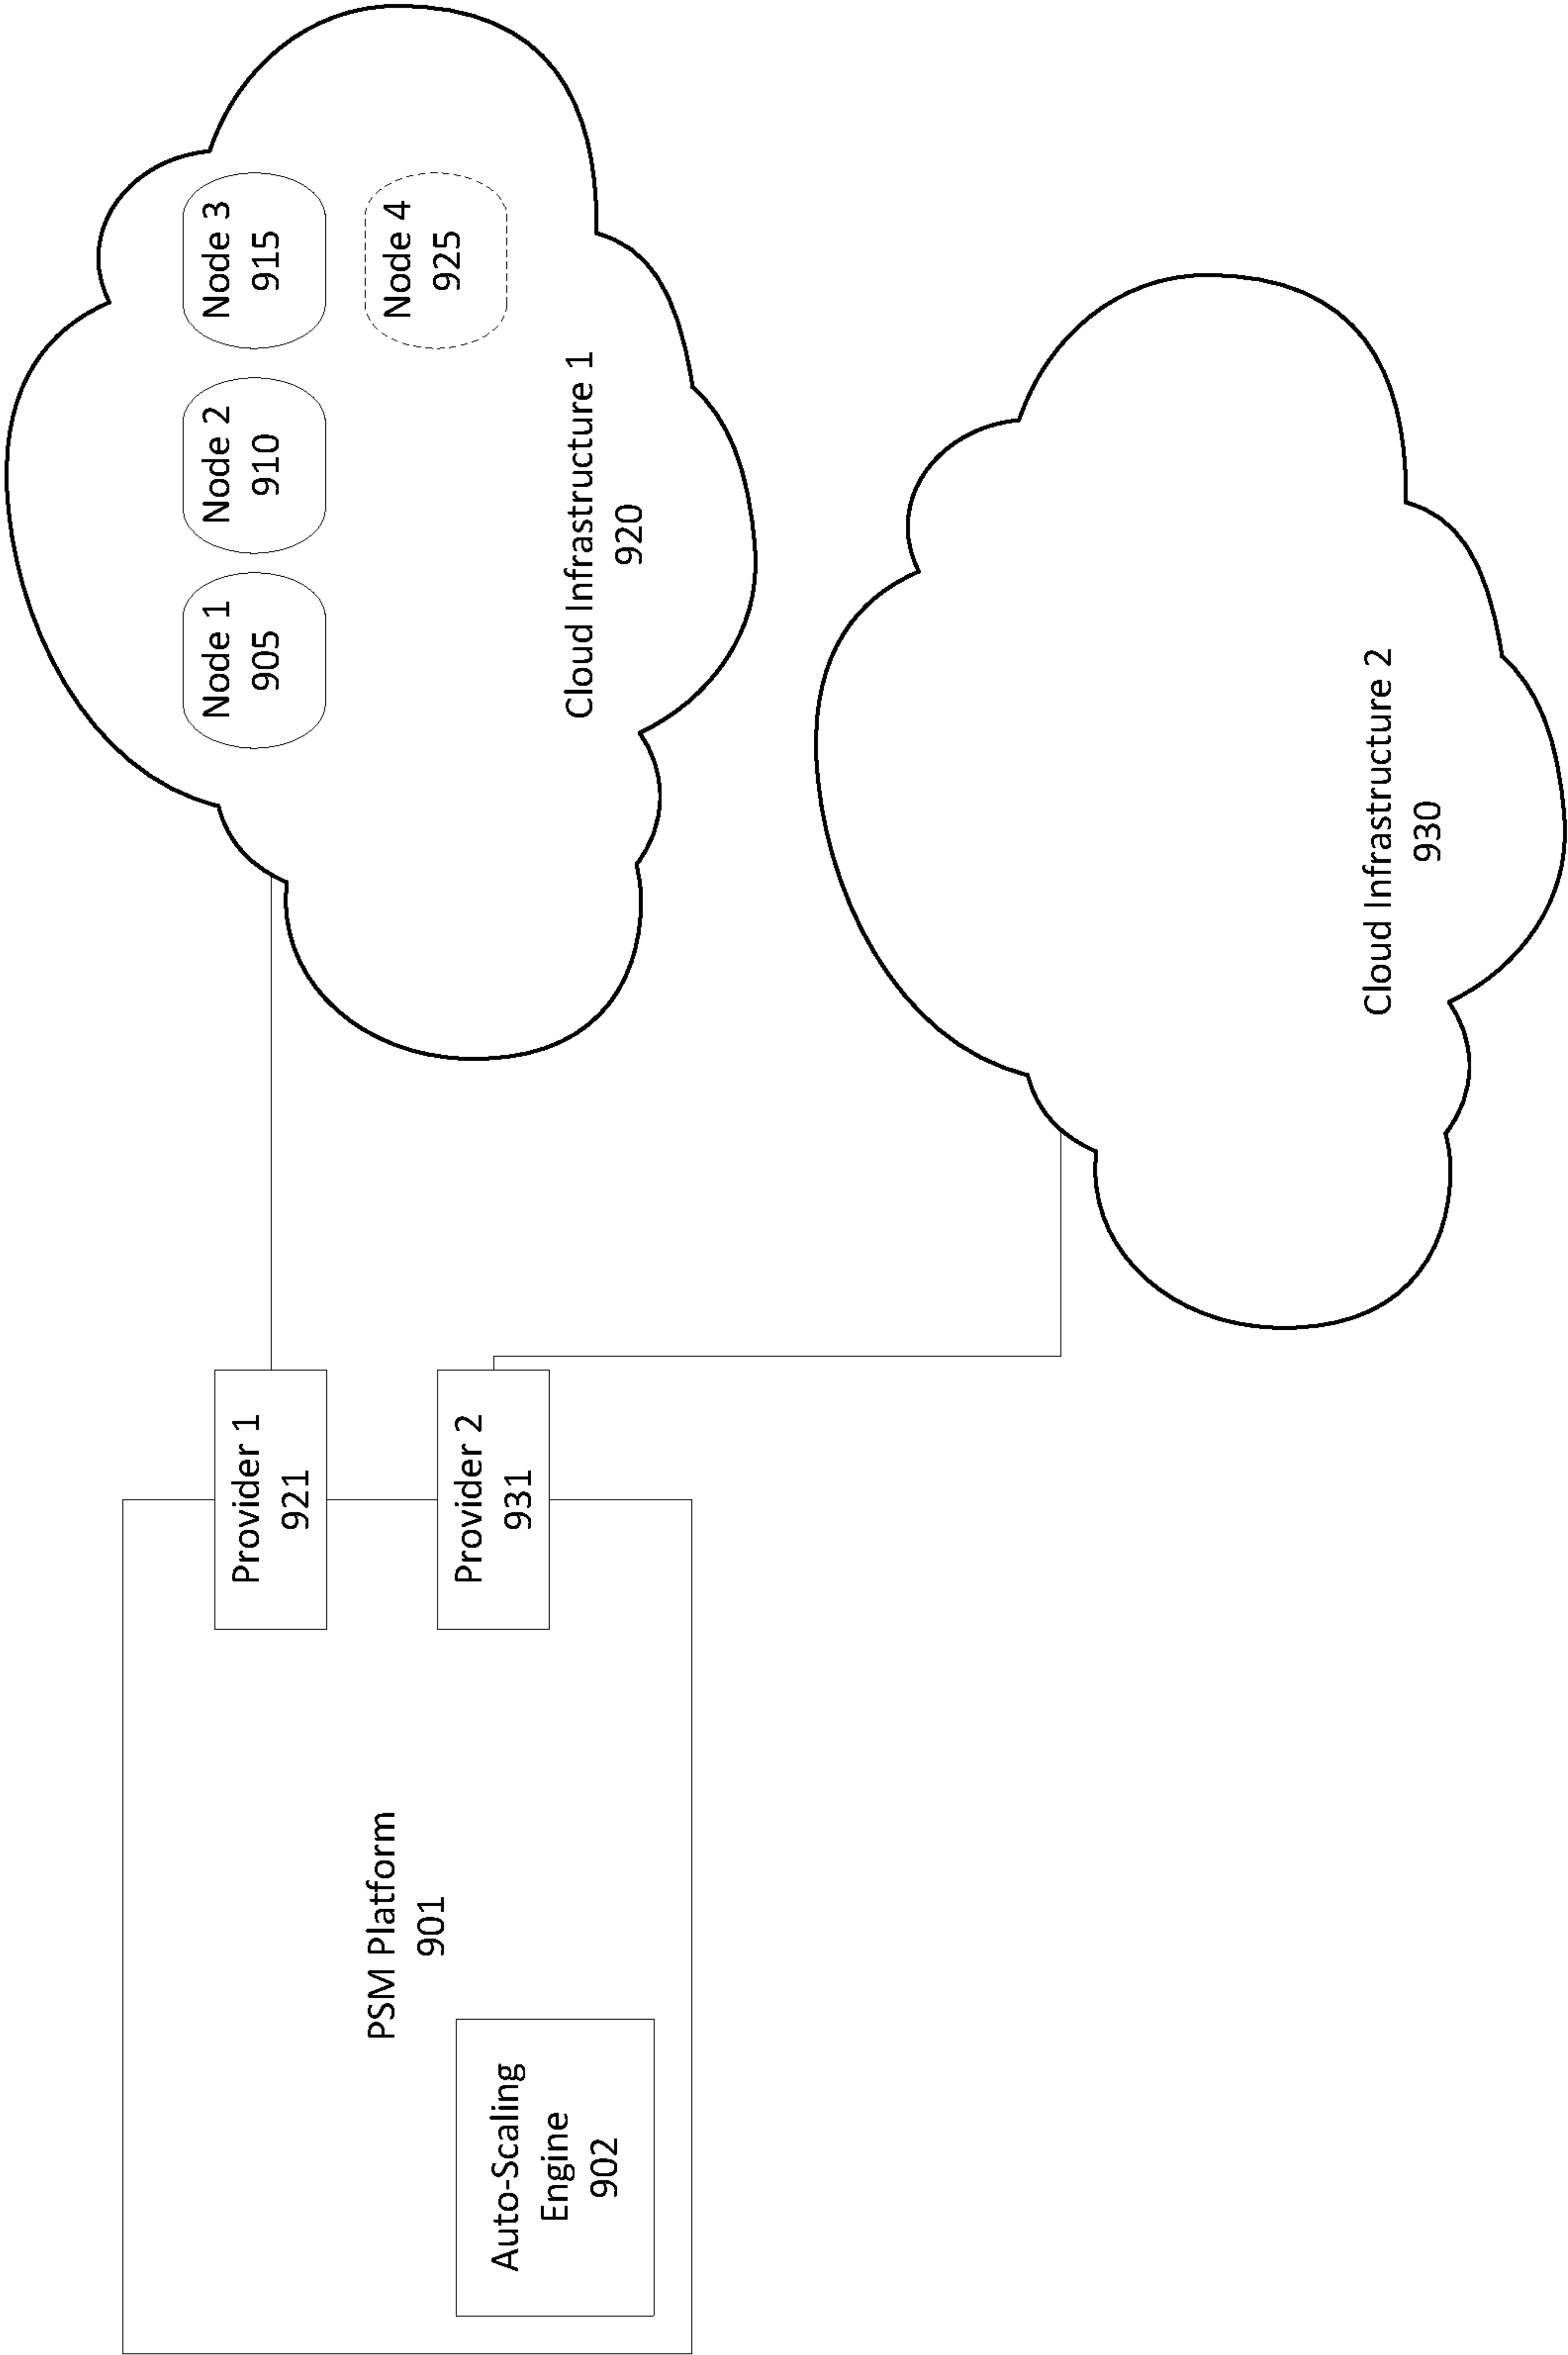 PSM Platform
901
Auto-Scaling
Engine
902
Provider 1
921
Provider 2
931
Node 1
905
Node 2
910
Node 3
915
Node 4
925
Cloud Infrastructure 1
920
Cloud Infrastructure 2
930